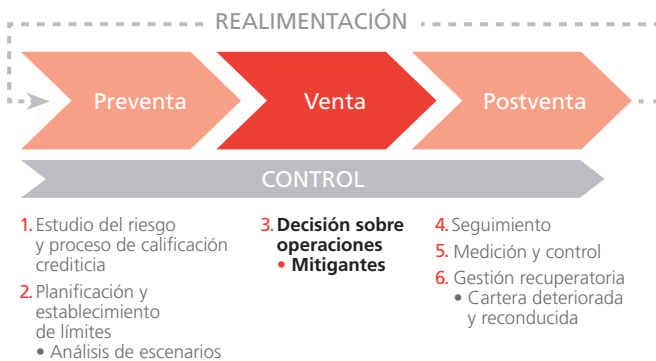 REALIMENTACIÓN
Preventa
Venta
Postventa
CONTROL
1. Estudio del riesgo
y proceso de calificación
crediticia
2. Planificación y
establecimiento
de límites
• Análisis de escenarios
3. Decisión sobre
operaciones
• Mitigantes
4. Seguimiento
5. Medición y control
6. Gestión recuperatoria
• Cartera deteriorada
y reconducida